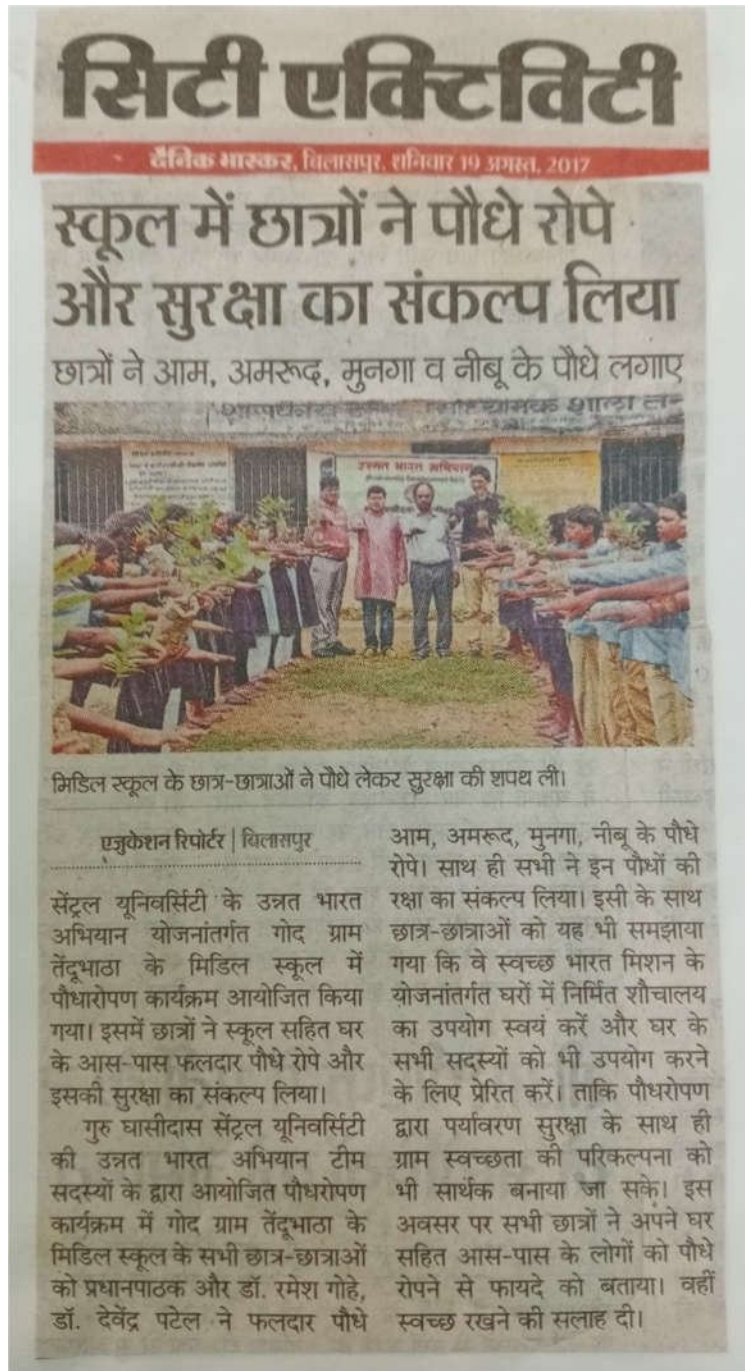 सिटी एक्टिविटी
दैनिक भास्कर, बिलासपुर, शनिवार 19 अगस्त, 2017
स्कूल में छात्रों ने पौधे रोपे
और सुरक्षा का संकल्प लिया
छात्रों ने आम, अमरूद, मुनगा व नीबू के पौधे लगाए
उन्नत भारत अभियान
मिडिल स्कूल के छात्र-छात्राओं ने पौधे लेकर सुरक्षा की शपथ ली।
एजुकेशन रिपोर्टर | बिलासपुर
सेंट्रल यूनिवर्सिटी के उन्नत भारत
अभियान योजनांतर्गत गोद ग्राम
तेंदूभाठा के मिडिल स्कूल में
पौधारोपण कार्यक्रम आयोजित किया
गया। इसमें छात्रों ने स्कूल सहित घर
के आस-पास फलदार पौधे रोपे और
इसकी सुरक्षा का संकल्प लिया।
गुरु घासीदास सेंट्रल यूनिवर्सिटी
की उन्नत भारत अभियान टीम
सदस्यों के द्वारा आयोजित पौधरोपण
कार्यक्रम में गोद ग्राम तेंदूभाठा के
मिडिल स्कूल के सभी छात्र-छात्राओं
को प्रधानपाठक और डॉ. रमेश गोहे,
डॉ. देवेंद्र पटेल ने फलदार पौधे
आम, अमरूद, मुनगा, नीबू के पौधे
रोपे। साथ ही सभी ने इन पौधों की
रक्षा का संकल्प लिया। इसी के साथ
छात्र-छात्राओं को यह भी समझाया
गया कि वे स्वच्छ भारत मिशन के
योजनांतर्गत घरों में निर्मित शौचालय
का उपयोग स्वयं करें और घर के
सभी सदस्यों को भी उपयोग करने
के लिए प्रेरित करें। ताकि पौधरोपण
द्वारा पर्यावरण सुरक्षा के साथ ही
ग्राम स्वच्छता की परिकल्पना को
भी सार्थक बनाया जा सके। इस
अवसर पर सभी छात्रों ने अपने घर
सहित आस-पास के लोगों को पौधे
रोपने से फायदे को बताया। वहीं
स्वच्छ रखने की सलाह दी।